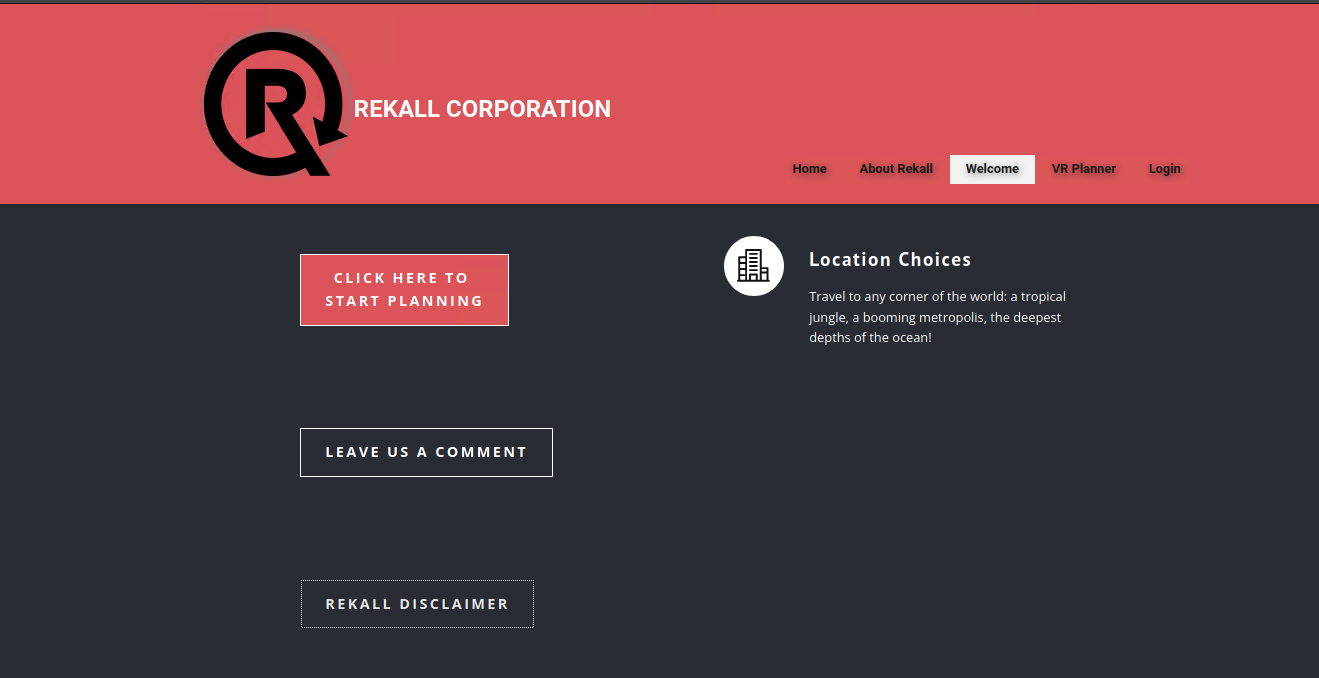 R
REKALL CORPORATION
Home About Rekall Welcome VR Planner Login
CLICK HERE TO
START PLANNING
Location Choices
Travel to any corner of the world: a tropical
jungle, a booming metropolis, the deepest
depths of the ocean!
LEAVE US A COMMENT
REKALL DISCLAIMER